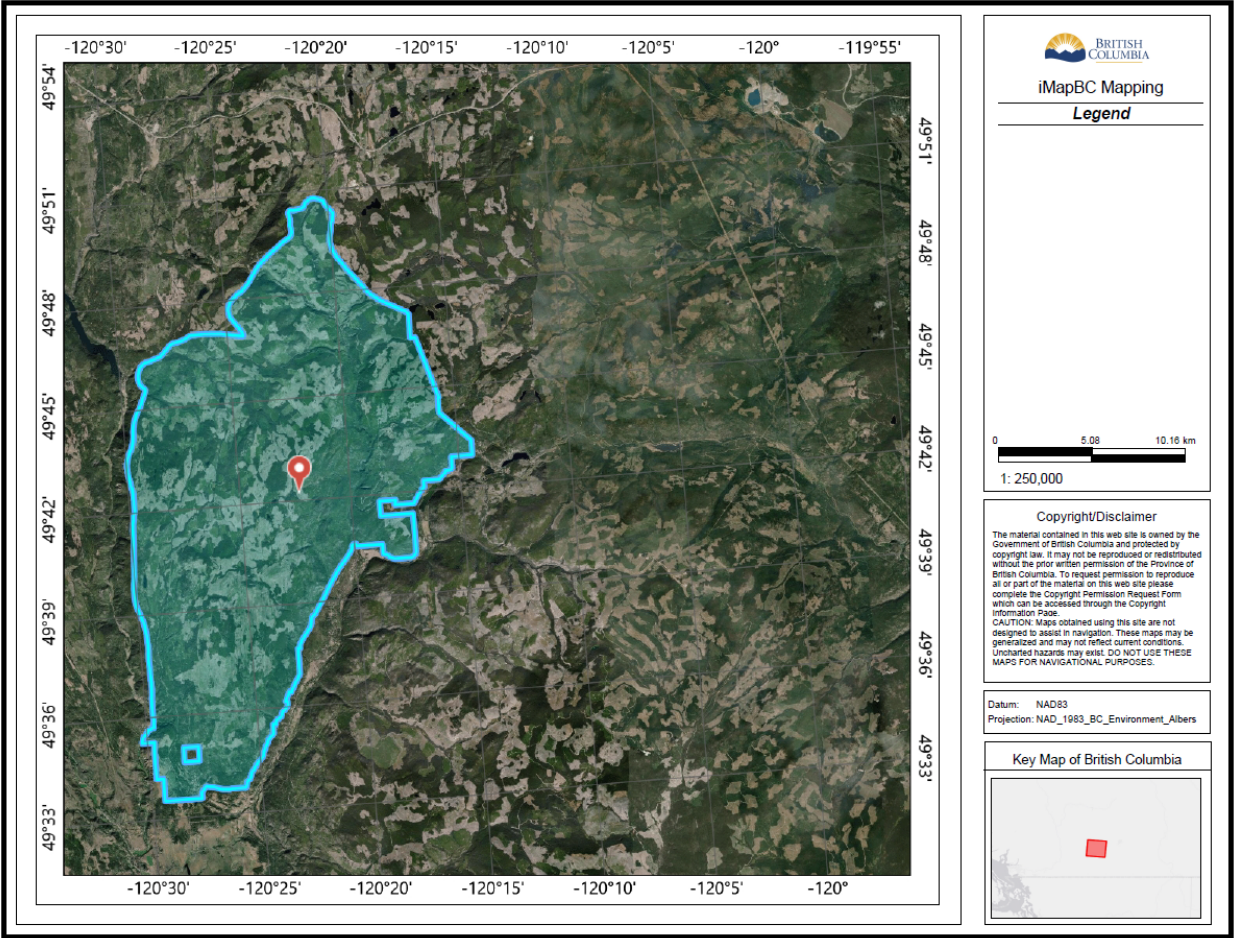 -120°30' -120°25' -120°20' -120°15' -120°10' -120°5' -120° -119°55'
49°54'
49°51'
49°48'
49°45'
49°42'
49°39'
49°36'
49°33'
49°51'
49°48'
49°45'
49°42'
49°39'
49°36'
49°33'
-120°30' -120°25' -120°20' -120°15' -120°10' -120°5' -120°
BRITISH
COLUMBIA
iMapBC Mapping
Legend
0 5.08 10.16 km
1: 250,000
Copyright/Disclaimer
The material contained in this web site is owned by the
Government of British Columbia and protected by
copyright law. It may not be reproduced or redistributed
without the prior written permission of the Province of
British Columbia. To request permission to reproduce
all or part of the material on this web site please
complete the Copyright Permission Request Form
which can be accessed through the Copyright
Information Page.
CAUTION: Maps obtained using this site are not
designed to assist in navigation. These maps may be
generalized and may not reflect current conditions.
Uncharted hazards may exist. DO NOT USE THESE
MAPS FOR NAVIGATIONAL PURPOSES.
Datum: NAD83
Projection: NAD_1983_BC_Environment_Albers
Key Map of British Columbia